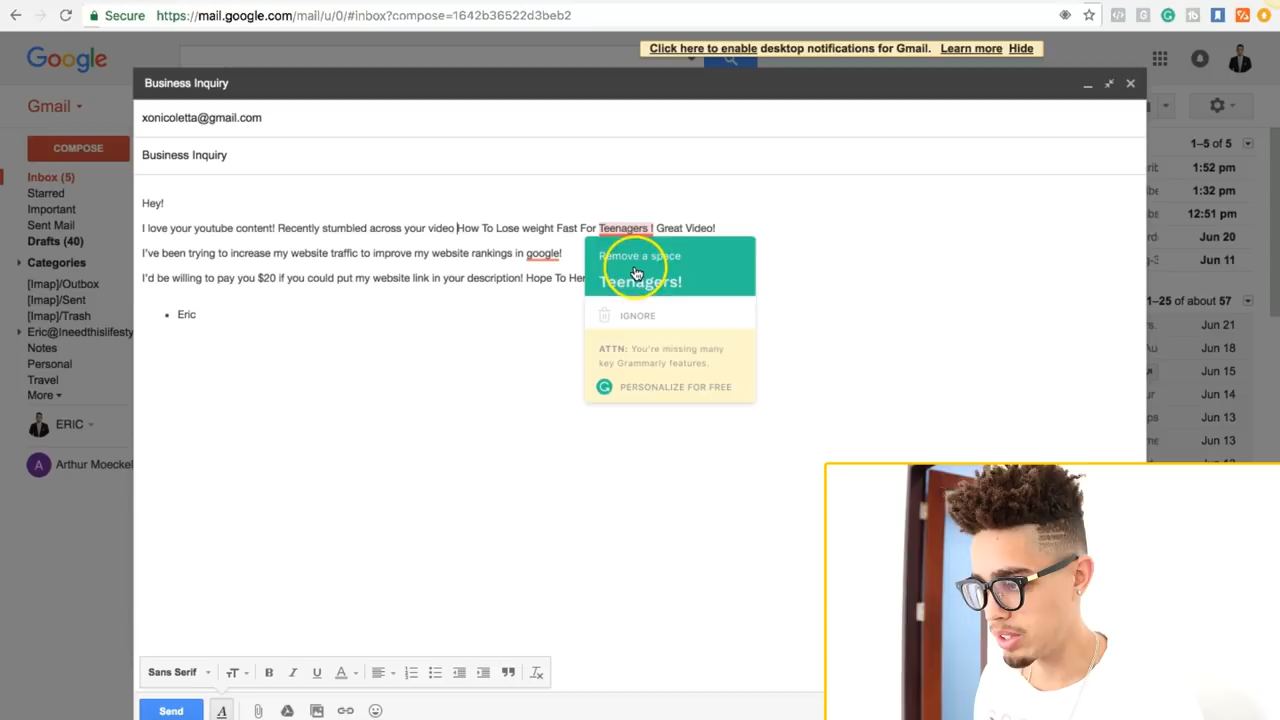 Secure https://mail.google.com/mail/u/0/#inbox?compose=1642b36522d3beb2
Click here to enable desktop notifications for Gmail. Learn more Hide
Google
Business Inquiry
Gmail
xonicoletta@gmail.com
COMPOSE
Business Inquiry
1–5 of 5
Inbox (5)
1:52 pm
Starred
1:32 pm
Important
Hey!
12:51 pm
Sent Mail
I love your youtube content! Recently stumbled across your video How To Lose weight Fast For Teenagers ! Great Video!
Drafts (40)
Jun 20
I've been trying to increase my website traffic to improve my website rankings in google!
Remove a space
Categories
Jun 11
I'd be willing to pay you $20 if you could put my website link in your description! Hope To Her
Teenagers!
[Imap]/Outbox
[Imap]/Sent
1–25 of about 57
[Imap]/Trash
Eric
IGNORE
Jun 21
Eric@Ineedthislifesty
Notes
ATTN: You're missing many
key Grammarly features.
Jun 18
Personal
Jun 15
Travel
PERSONALIZE FOR FREE
More
Jun 14
Jun 13
ERIC
Jun 13
Arthur Moeckel
Sans Serif
Send